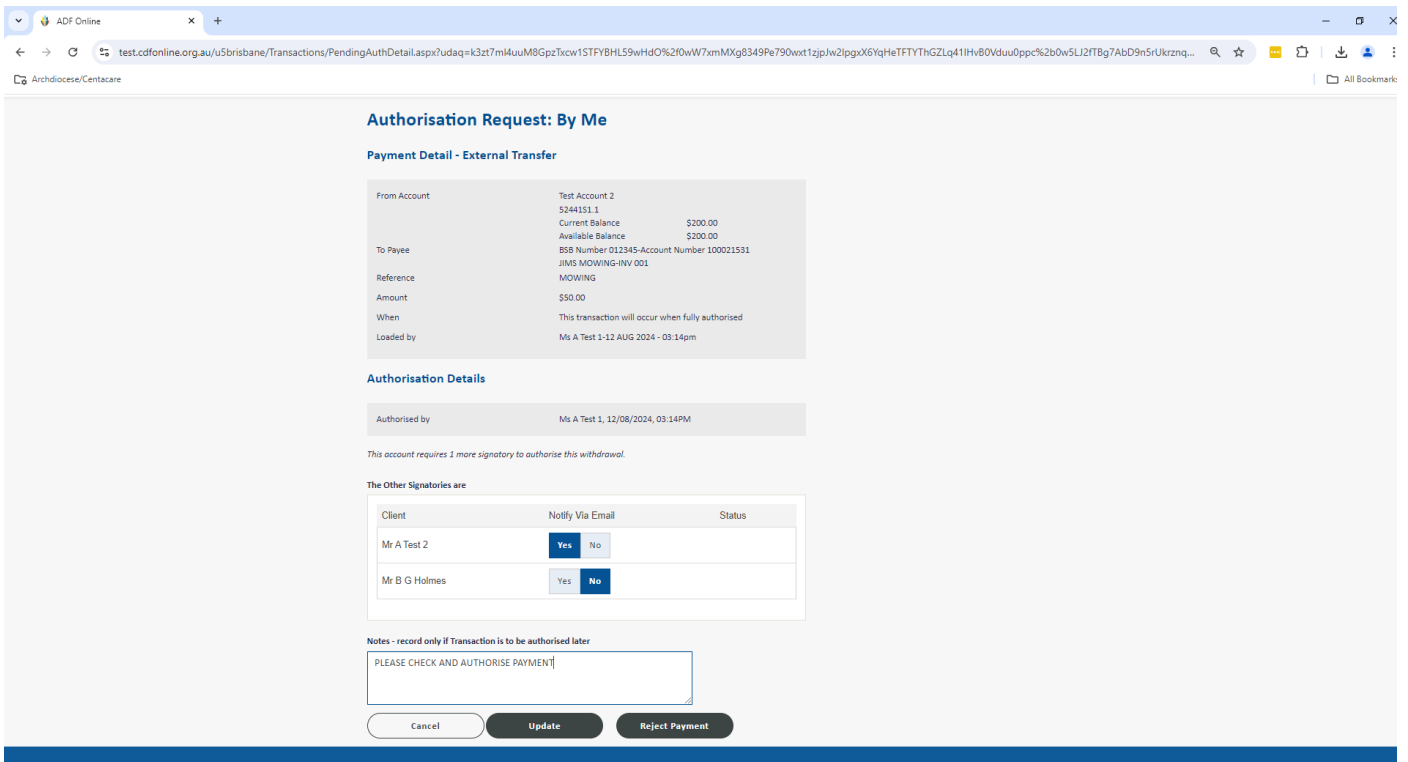 ADF Online
test.cdfonline.org.au/u5brisbane/Transactions/PendingAuthDetail.aspx?udaq=k3zt7ml4uuM8GpzTxcw1STFYBHL59wHdO%2f0wW7xmMXg8349Pe790wxt1zjpJw2lpgxX6YqHeTFTYThGZLq41IHvB0Vduu0ppc%2b0w5LJ2fTBg7AbD9n5rUkrznq...
Archdiocese/Centacare
All Bookmarks
Authorisation Request: By Me
Payment Detail - External Transfer
From Account Test Account 2
52441S1.1
Current Balance $200.00
Available Balance $200.00
To Payee BSB Number 012345-Account Number 100021531
JIMS MOWING-INV 001
Reference MOWING
Amount $50.00
When This transaction will occur when fully authorised
Loaded by Ms A Test 1-12 AUG 2024 - 03:14pm
Authorisation Details
Authorised by Ms A Test 1, 12/08/2024, 03:14PM
This account requires 1 more signatory to authorise this withdrawal.
The Other Signatories are
Client Notify Via Email Status
Mr A Test 2 Yes No
Mr B G Holmes Yes No
Notes - record only if Transaction is to be authorised later
PLEASE CHECK AND AUTHORISE PAYMENT
Cancel Update Reject Payment